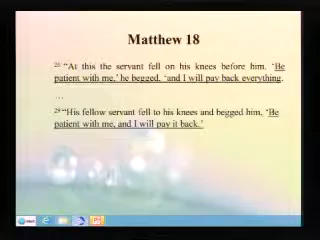 Matthew 18
26 “At this the servant fell on his knees before him. ‘Be
patient with me,’ he begged, ‘and I will pay back everything.
…
29 “His fellow servant fell to his knees and begged him, ‘Be
patient with me, and I will pay it back.’